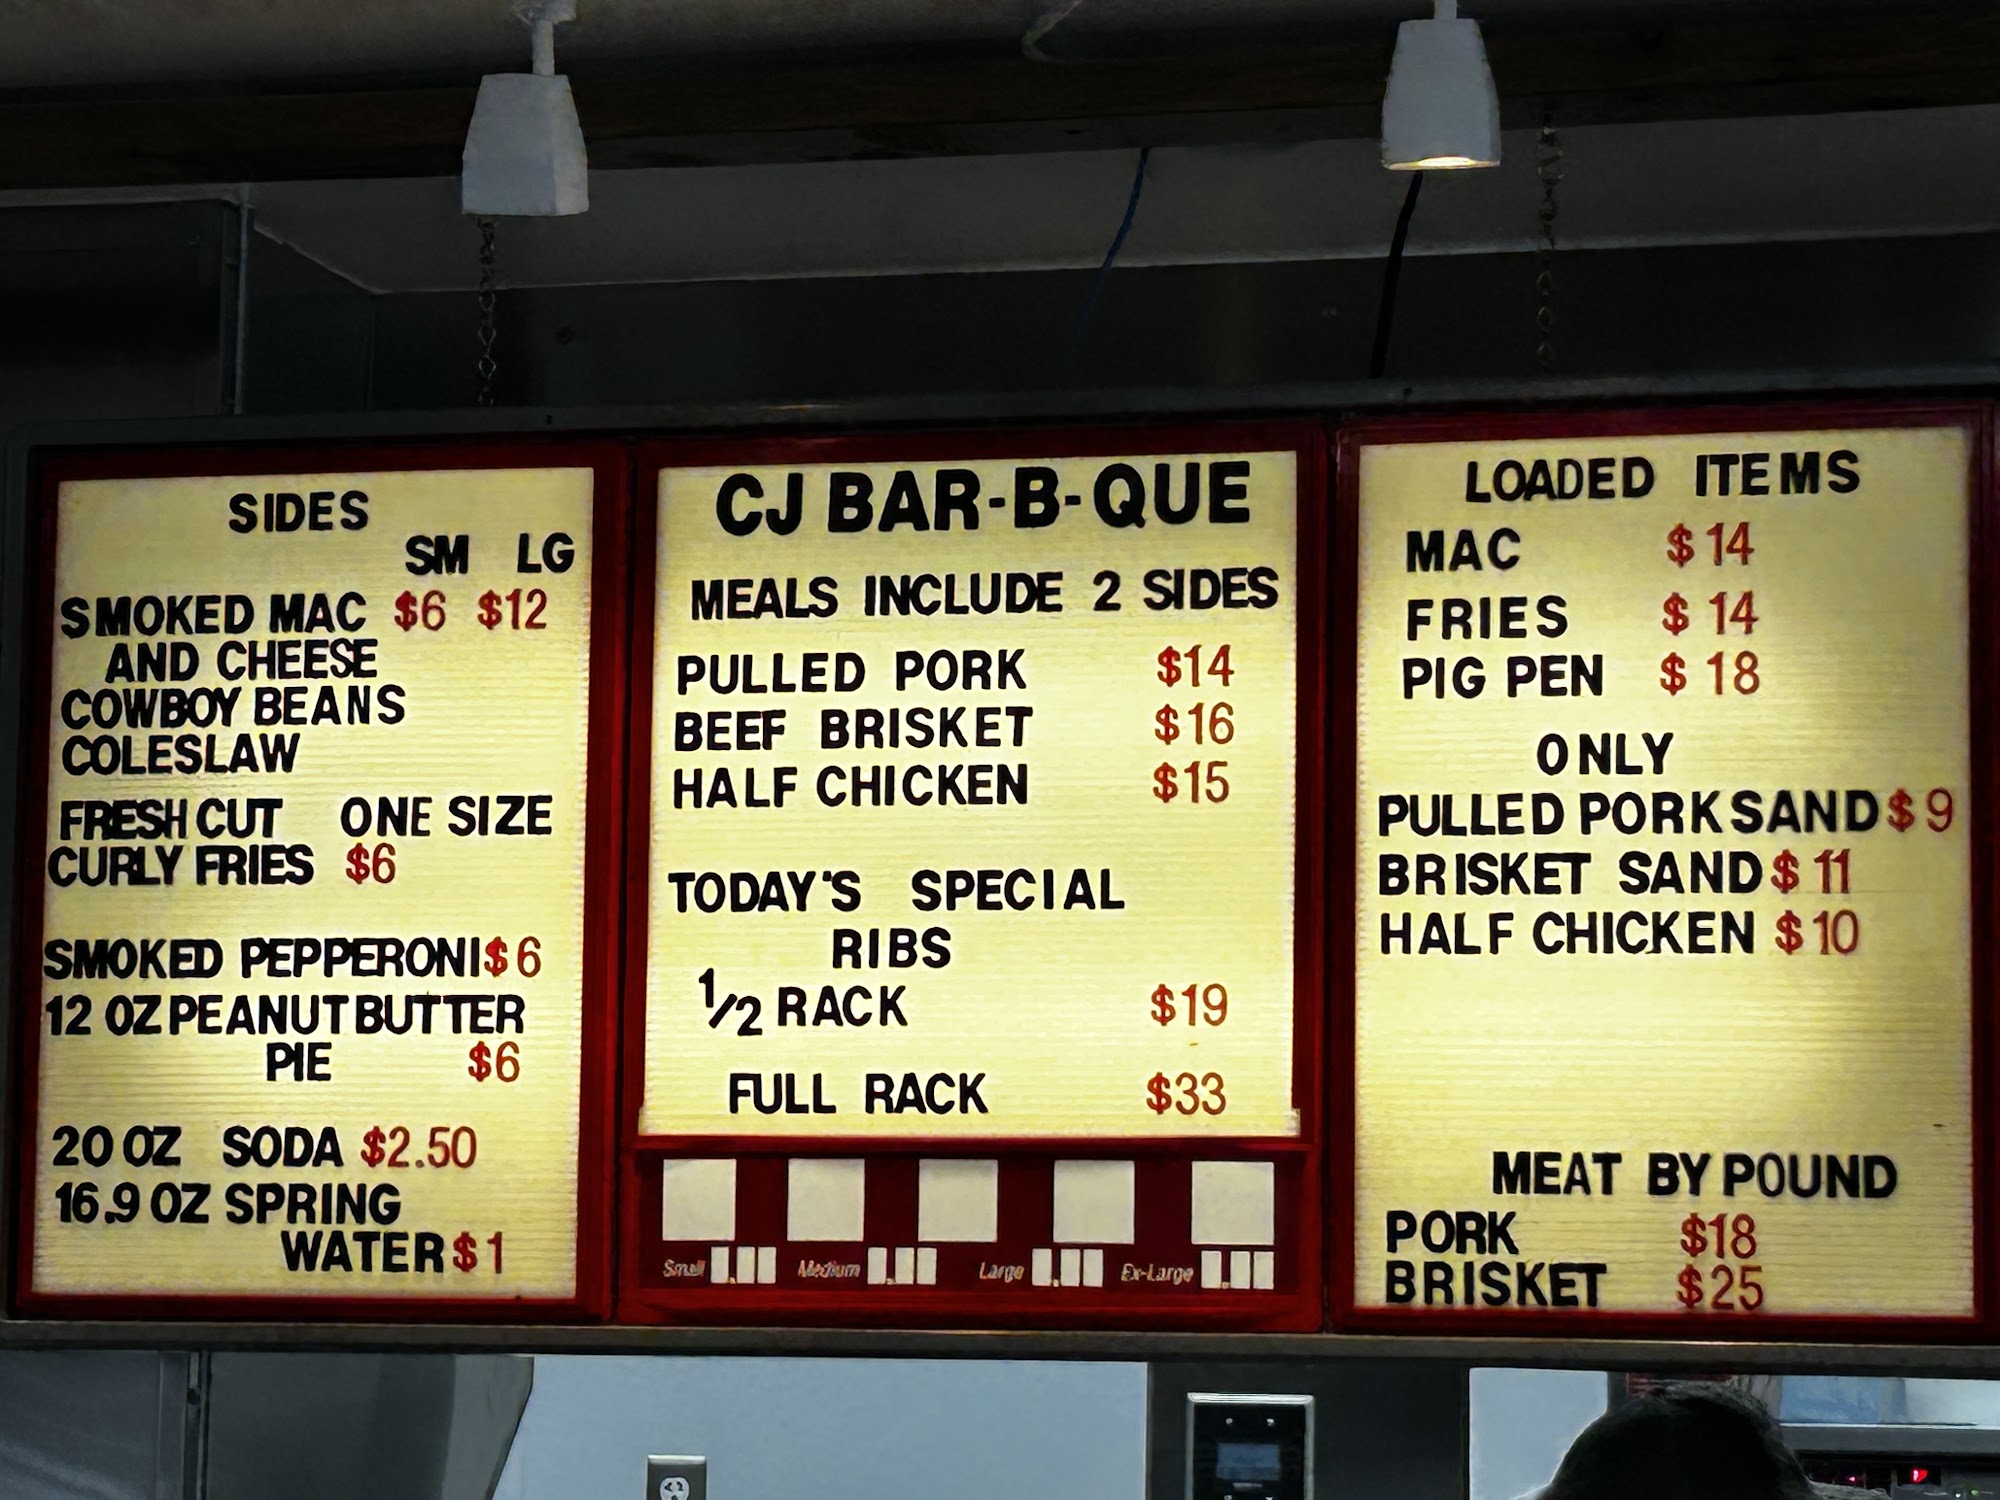 SIDES
SM LG
SMOKED MAC $6 $12
AND CHEESE
COWBOY BEANS
COLESLAW
FRESH CUT ONE SIZE
CURLY FRIES $6
SMOKED PEPPERONI $6
12 OZ PEANUT BUTTER
PIE $6
20 OZ SODA $2.50
16.9 OZ SPRING
WATER $1
CJ BAR-B-QUE
MEALS INCLUDE 2 SIDES
PULLED PORK $14
BEEF BRISKET $16
HALF CHICKEN $15
TODAY'S SPECIAL
RIBS
1/2 RACK $19
FULL RACK $33
Small Medium Large Ex-Large
LOADED ITEMS
MAC $14
FRIES $14
PIG PEN $18
ONLY
PULLED PORK SAND $9
BRISKET SAND $11
HALF CHICKEN $10
MEAT BY POUND
PORK $18
BRISKET $25